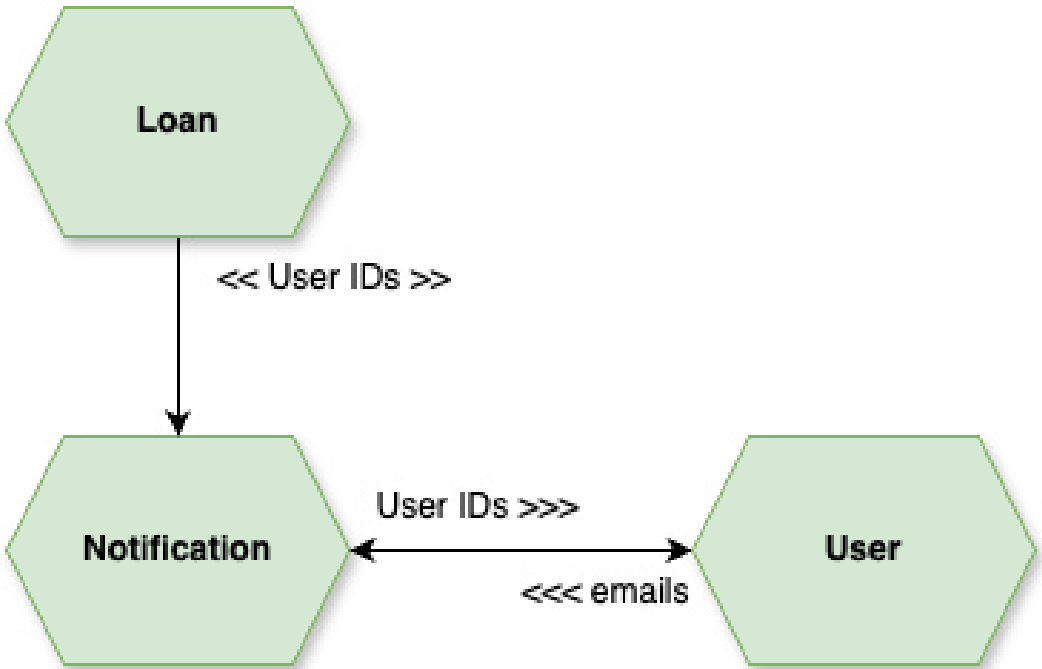 Loan
<< User IDs >>
User IDs >>>
Notification
User
<<< emails